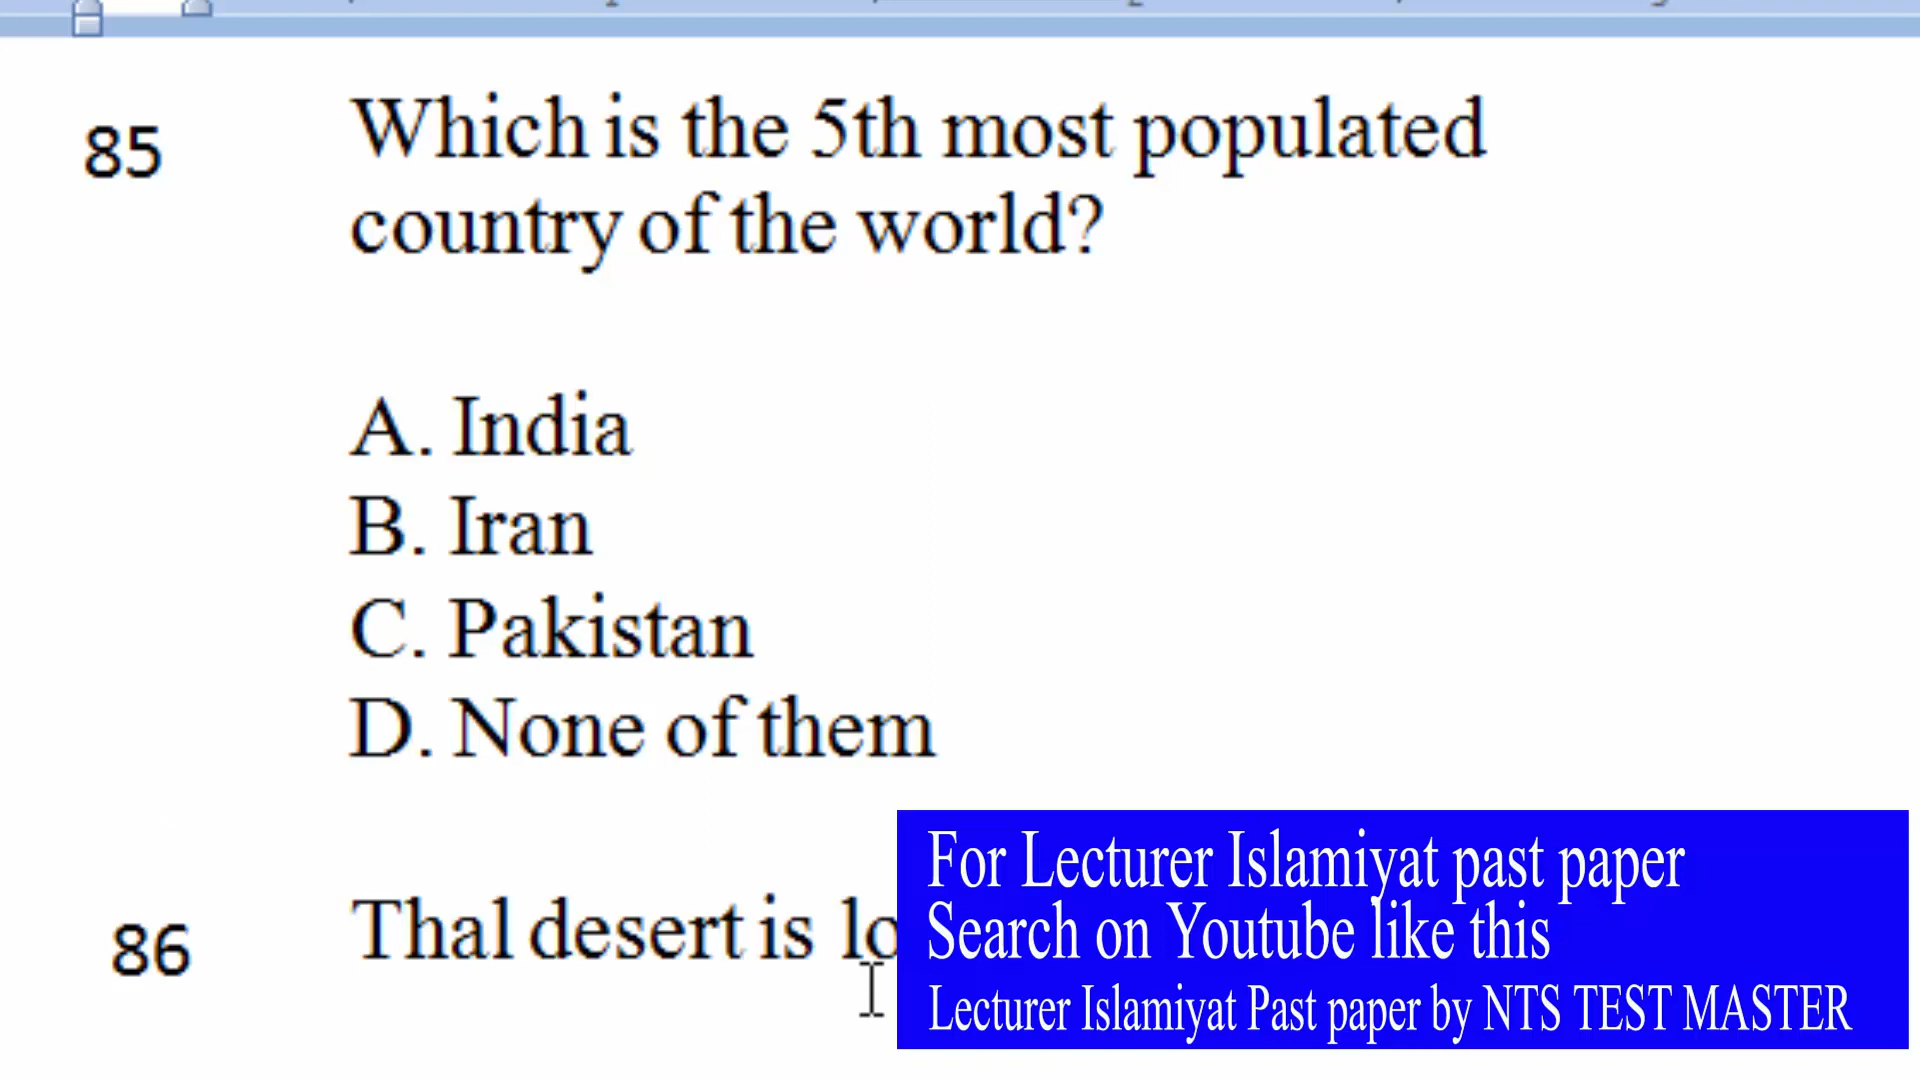 85 Which is the 5th most populated
country of the world?
A. India
B. Iran
C. Pakistan
D. None of them
86 Thal desert is lo
For Lecturer Islamiyat past paper
Search on Youtube like this
Lecturer Islamiyat Past paper by NTS TEST MASTER